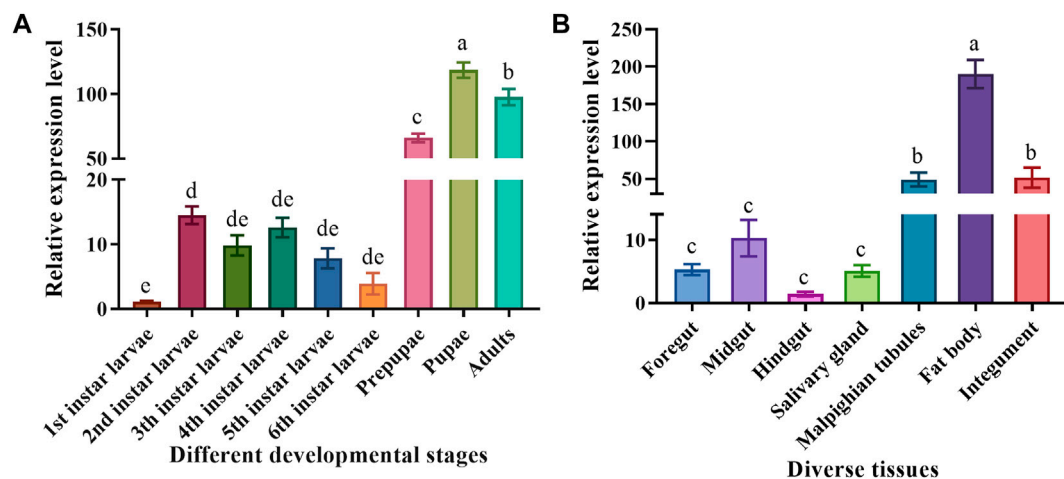 A
Relative expression level
150
100
50
20
10
0
e
d
de
de
de
de
c
a
b
1st instar larvae
2nd instar larvae
3th instar larvae
4th instar larvae
5th instar larvae
6th instar larvae
Prepupae
Pupae
Adults
Different developmental stages
B
Relative expression level
250
200
150
100
50
10
0
c
c
c
c
b
a
b
Foregut
Midgut
Hindgut
Salivary gland
Malpighian tubules
Fat body
Integument
Diverse tissues